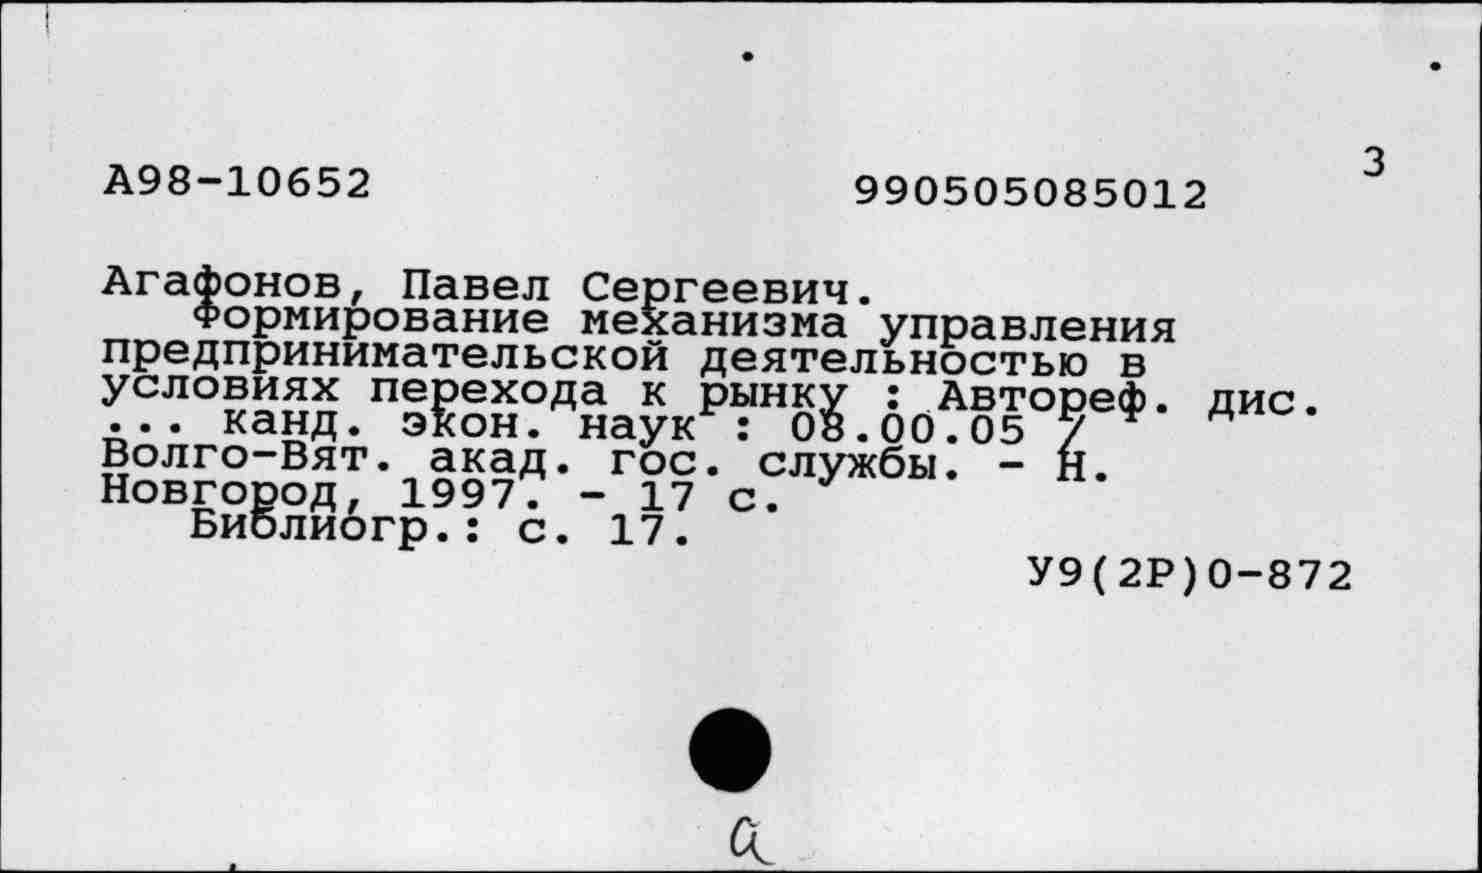 3
А98-10652 990505085012
Агафонов, Павел Сергеевич.
Формирование механизма управления
предпринимательской деятельностью в
условиях перехода к рынку : Автореф. дис.
... канд. экон. наук : 08.00.05 /
Волго-Вят. акад. гос. службы. - Н.
Новгород, 1997. - 17 с.
Библиогр.: с. 17.
У9(2Р)0-872
а